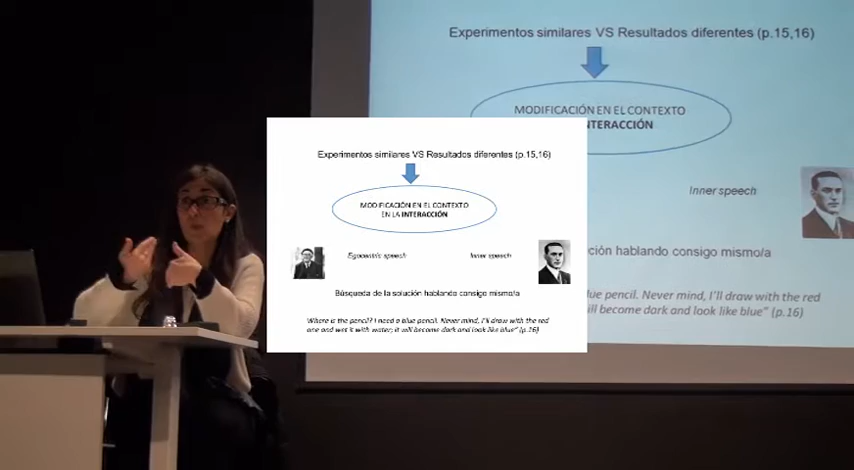 Experimentos similares VS Resultados diferentes (p.15,16)
MODIFICACIÓN EN EL CONTEXTO
NTERACCIÓN
Inner speech
ción hablando consigo mismo/a
lue pencil. Never mind, I'll draw with the red
ill become dark and look like blue" (p.16)
Experimentos similares VS Resultados diferentes (p.15,16)
MODIFICACIÓN EN EL CONTEXTO
EN LA INTERACCIÓN
Egocentric speech
Inner speech
Búsqueda de la solución hablando consigo mismo/a
Where is the pencil? I need a blue pencil. Never mind, I'll draw with the red
one and wet it with water; it will become dark and look like blue" (p.16)